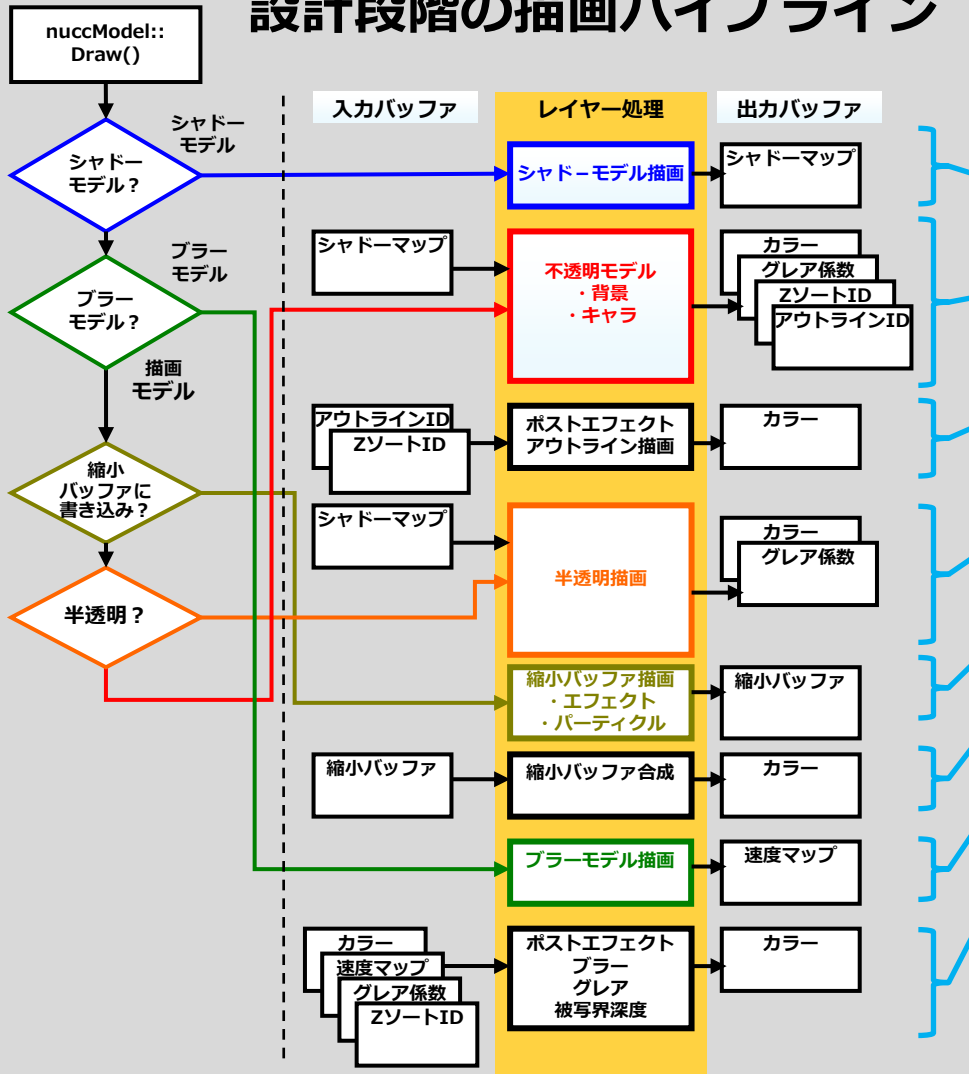 設計段階の描画パイプライン
nuccModel::
Draw()
シャドー
モデル？
シャドー
モデル
ブラー
モデル？
ブラー
モデル
描画
モデル
縮小
バッファに
書き込み？
半透明？
入力バッファ
レイヤー処理
出力バッファ
シャド－モデル描画
シャドーマップ
シャドーマップ
不透明モデル
・背景
・キャラ
カラー
グレア係数
ZソートID
アウトラインID
アウトラインID
ZソートID
ポストエフェクト
アウトライン描画
カラー
シャドーマップ
半透明描画
カラー
グレア係数
縮小バッファ描画
・エフェクト
・パーティクル
縮小バッファ
縮小バッファ
縮小バッファ合成
カラー
ブラーモデル描画
速度マップ
カラー
速度マップ
グレア係数
ZソートID
ポストエフェクト
ブラー
グレア
被写界深度
カラー